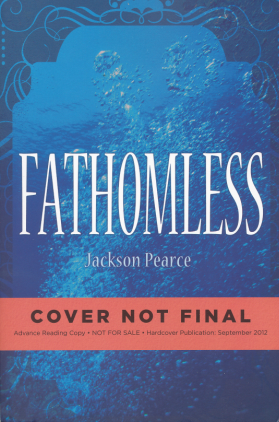 FATHOMLESS
Jackson Pearce
COVER NOT FINAL
Advance Reading Copy • NOT FOR SALE • Hardcover Publication: September 2012